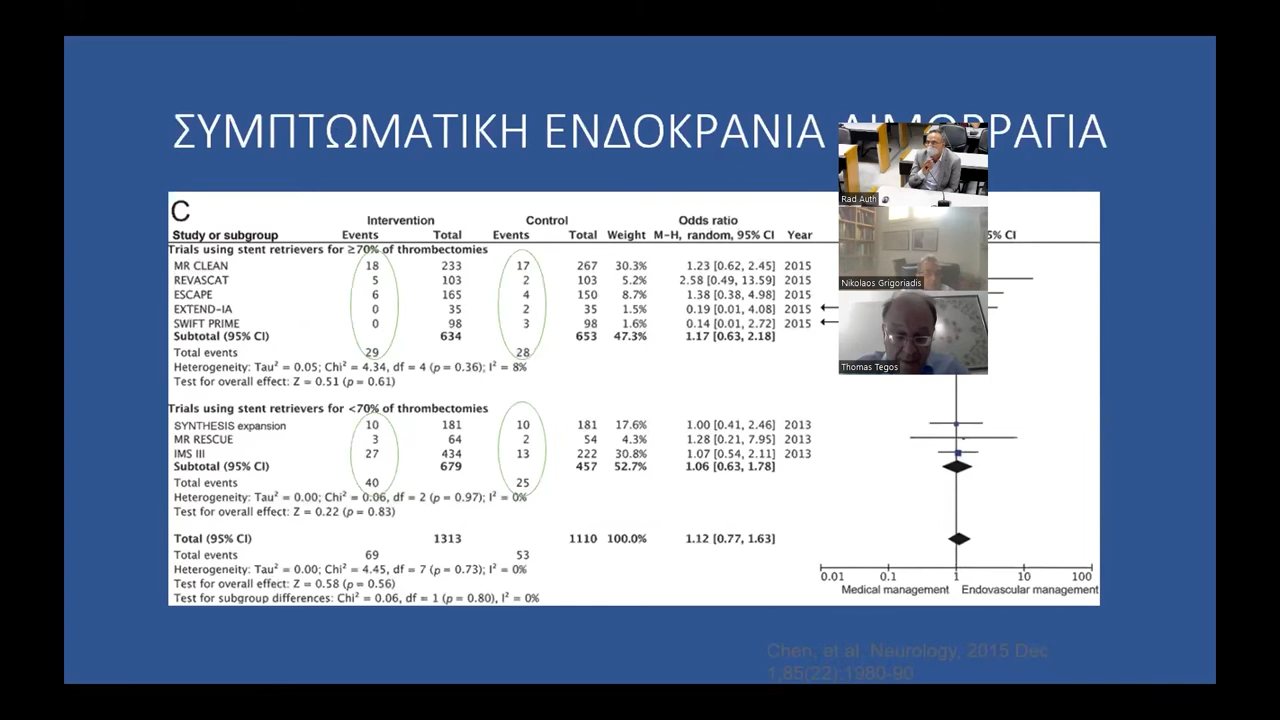 ΣΥΜΠΤΩΜΑΤΙΚΗ ΕΝΔΟΚΡΑΝΙΑ ΑΙΜΟΡΡΑΓΙΑ
C
Intervention Control Odds ratio
Study or subgroup Events Total Events Total Weight M-H, random, 95% CI Year 5% CI
Trials using stent retrievers for ≥70% of thrombectomies
MR CLEAN 18 233 17 267 30.3% 1.23 [0.62, 2.45] 2015
REVASCAT 5 103 2 103 5.2% 2.58 [0.49, 13.59] 2015
ESCAPE 6 165 4 150 8.7% 1.38 [0.38, 4.98] 2015
EXTEND-IA 0 35 2 35 1.5% 0.19 [0.01, 4.08] 2015
SWIFT PRIME 0 98 3 98 1.6% 0.14 [0.01, 2.72] 2015
Subtotal (95% CI) 634 653 47.3% 1.17 [0.63, 2.18]
Total events 29 28
Heterogeneity: Tau² = 0.05; Chi² = 4.34, df = 4 (p = 0.36); I² = 8%
Test for overall effect: Z = 0.51 (p = 0.61)
Trials using stent retrievers for <70% of thrombectomies
SYNTHESIS expansion 10 181 10 181 17.6% 1.00 [0.41, 2.46] 2013
MR RESCUE 3 64 2 54 4.3% 1.28 [0.21, 7.95] 2013
IMS III 27 434 13 222 30.8% 1.07 [0.54, 2.11] 2013
Subtotal (95% CI) 679 457 52.7% 1.06 [0.63, 1.78]
Total events 40 25
Heterogeneity: Tau² = 0.00; Chi² = 0.06, df = 2 (p = 0.97); I² = 0%
Test for overall effect: Z = 0.22 (p = 0.83)
Total (95% CI) 1313 1110 100.0% 1.12 [0.77, 1.63]
Total events 69 53
Heterogeneity: Tau² = 0.00; Chi² = 4.45, df = 7 (p = 0.73); I² = 0%
Test for overall effect: Z = 0.58 (p = 0.56)
Test for subgroup differences: Chi² = 0.06, df = 1 (p = 0.80), I² = 0%
0.01 0.1 1 10 100
Medical management Endovascular management
Rad Auth
Nikolaos Grigoriadis
Thomas Tegos
Chen, et al, Neurology, 2015 Dec
1;85(22):1980-90